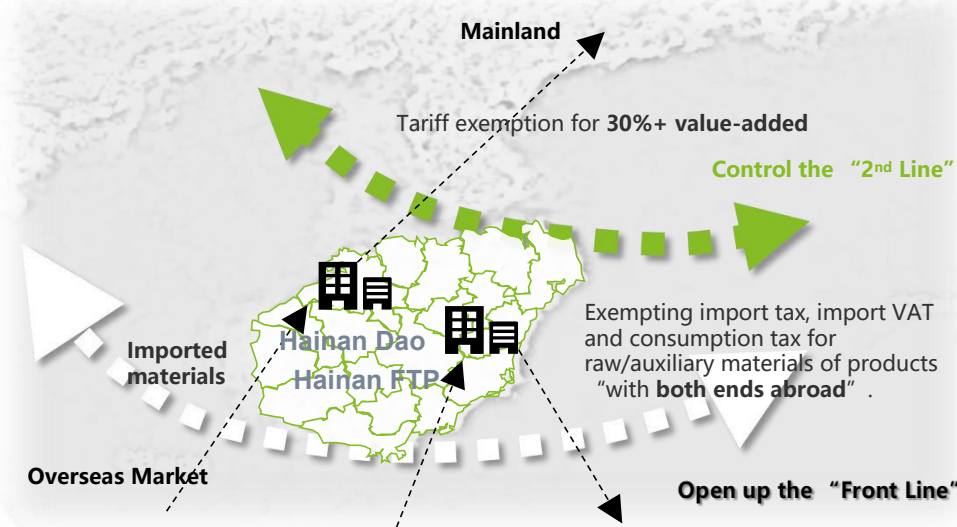 Mainland
Tariff exemption for 30%+ value-added
Control the “2nd Line”
Exempting import tax, import VAT
and consumption tax for
raw/auxiliary materials of products
“with both ends abroad” .
Hainan Dao
Imported
materials
Hainan FTP
Overseas Market
Open up the “Front Line”